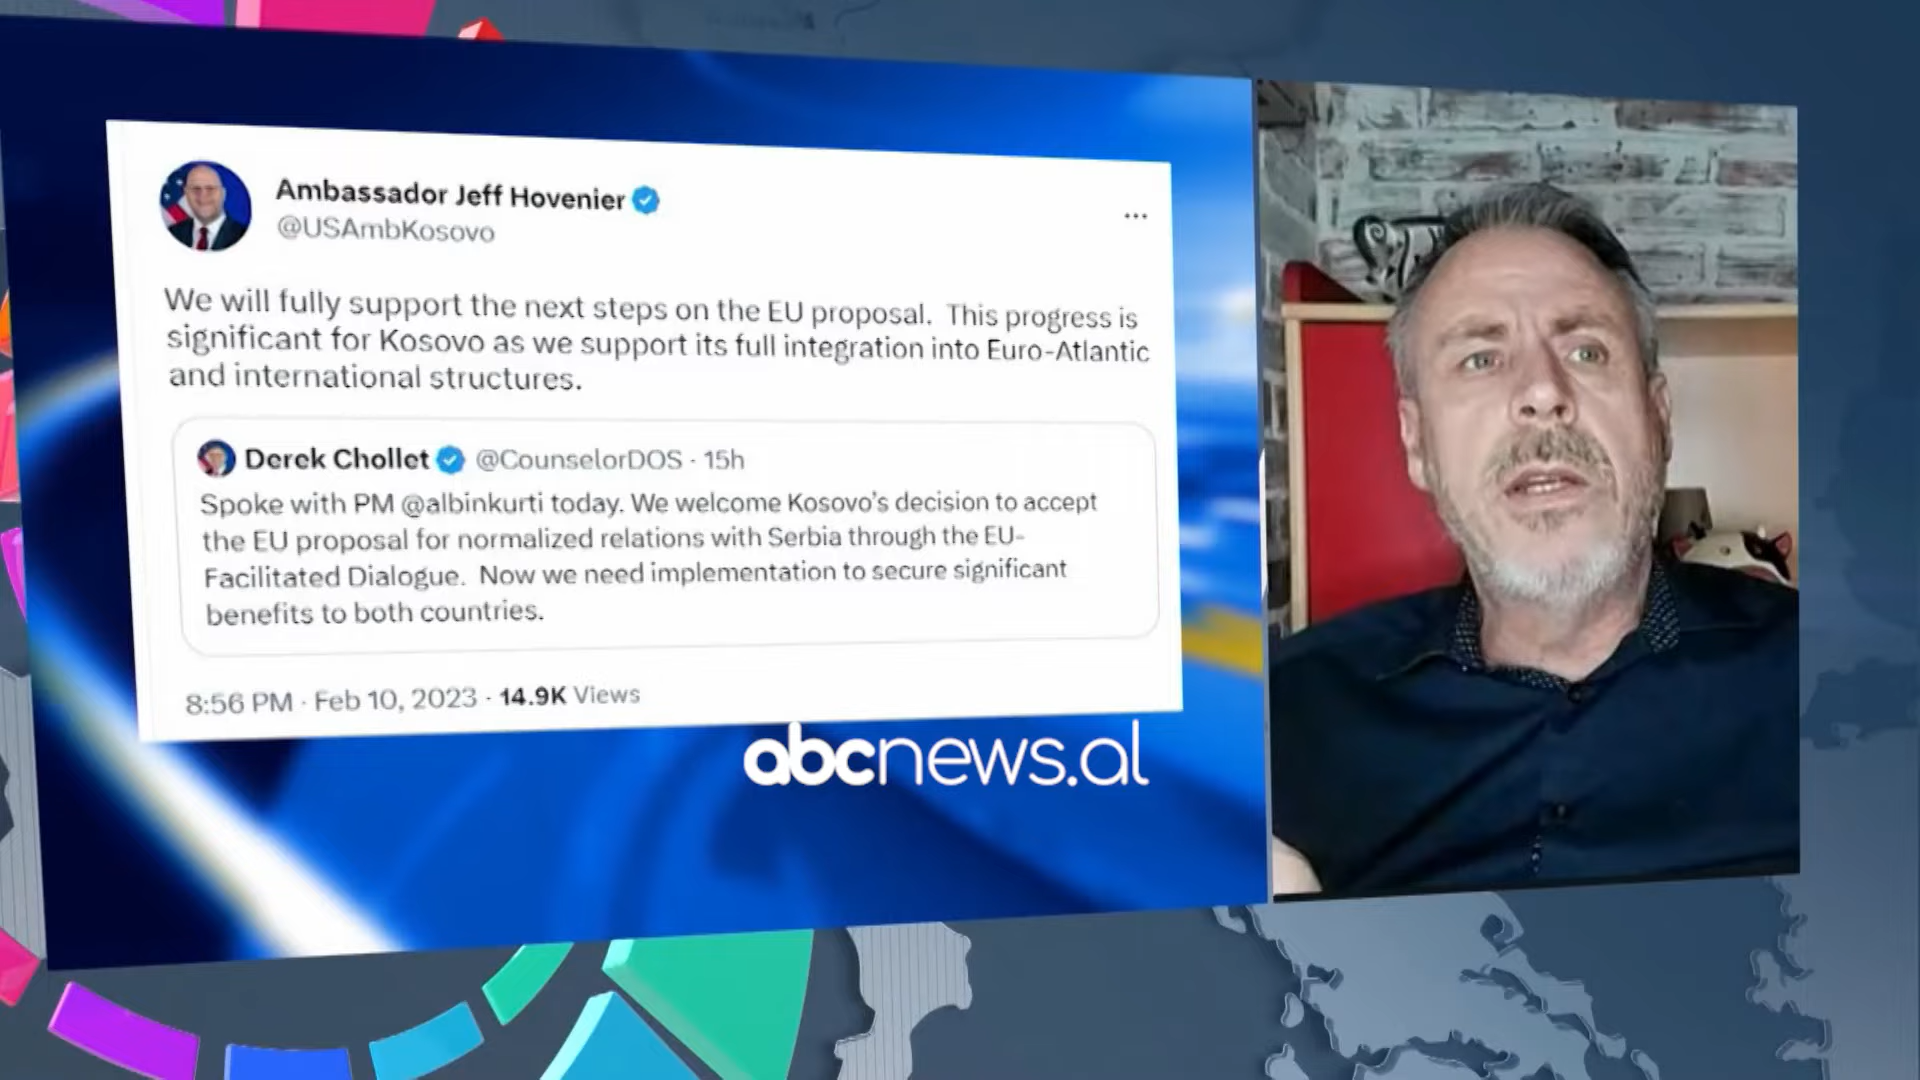 Ambassador Jeff Hovenier
@USAmbKosovo
...
We will fully support the next steps on the EU proposal. This progress is
significant for Kosovo as we support its full integration into Euro-Atlantic
and international structures.
Derek Chollet @CounselorDOS · 15h
Spoke with PM @albinkurti today. We welcome Kosovo's decision to accept
the EU proposal for normalized relations with Serbia through the EU-
Facilitated Dialogue. Now we need implementation to secure significant
benefits to both countries.
8:56 PM · Feb 10, 2023 · 14.9K Views
abcnews.al